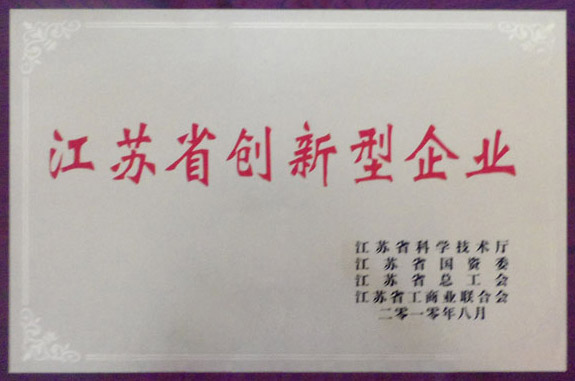 江苏省创新型企业
江苏省科学技术厅
江苏省国资委
江苏省总工会
江苏省工商业联合会
二零一零年八月